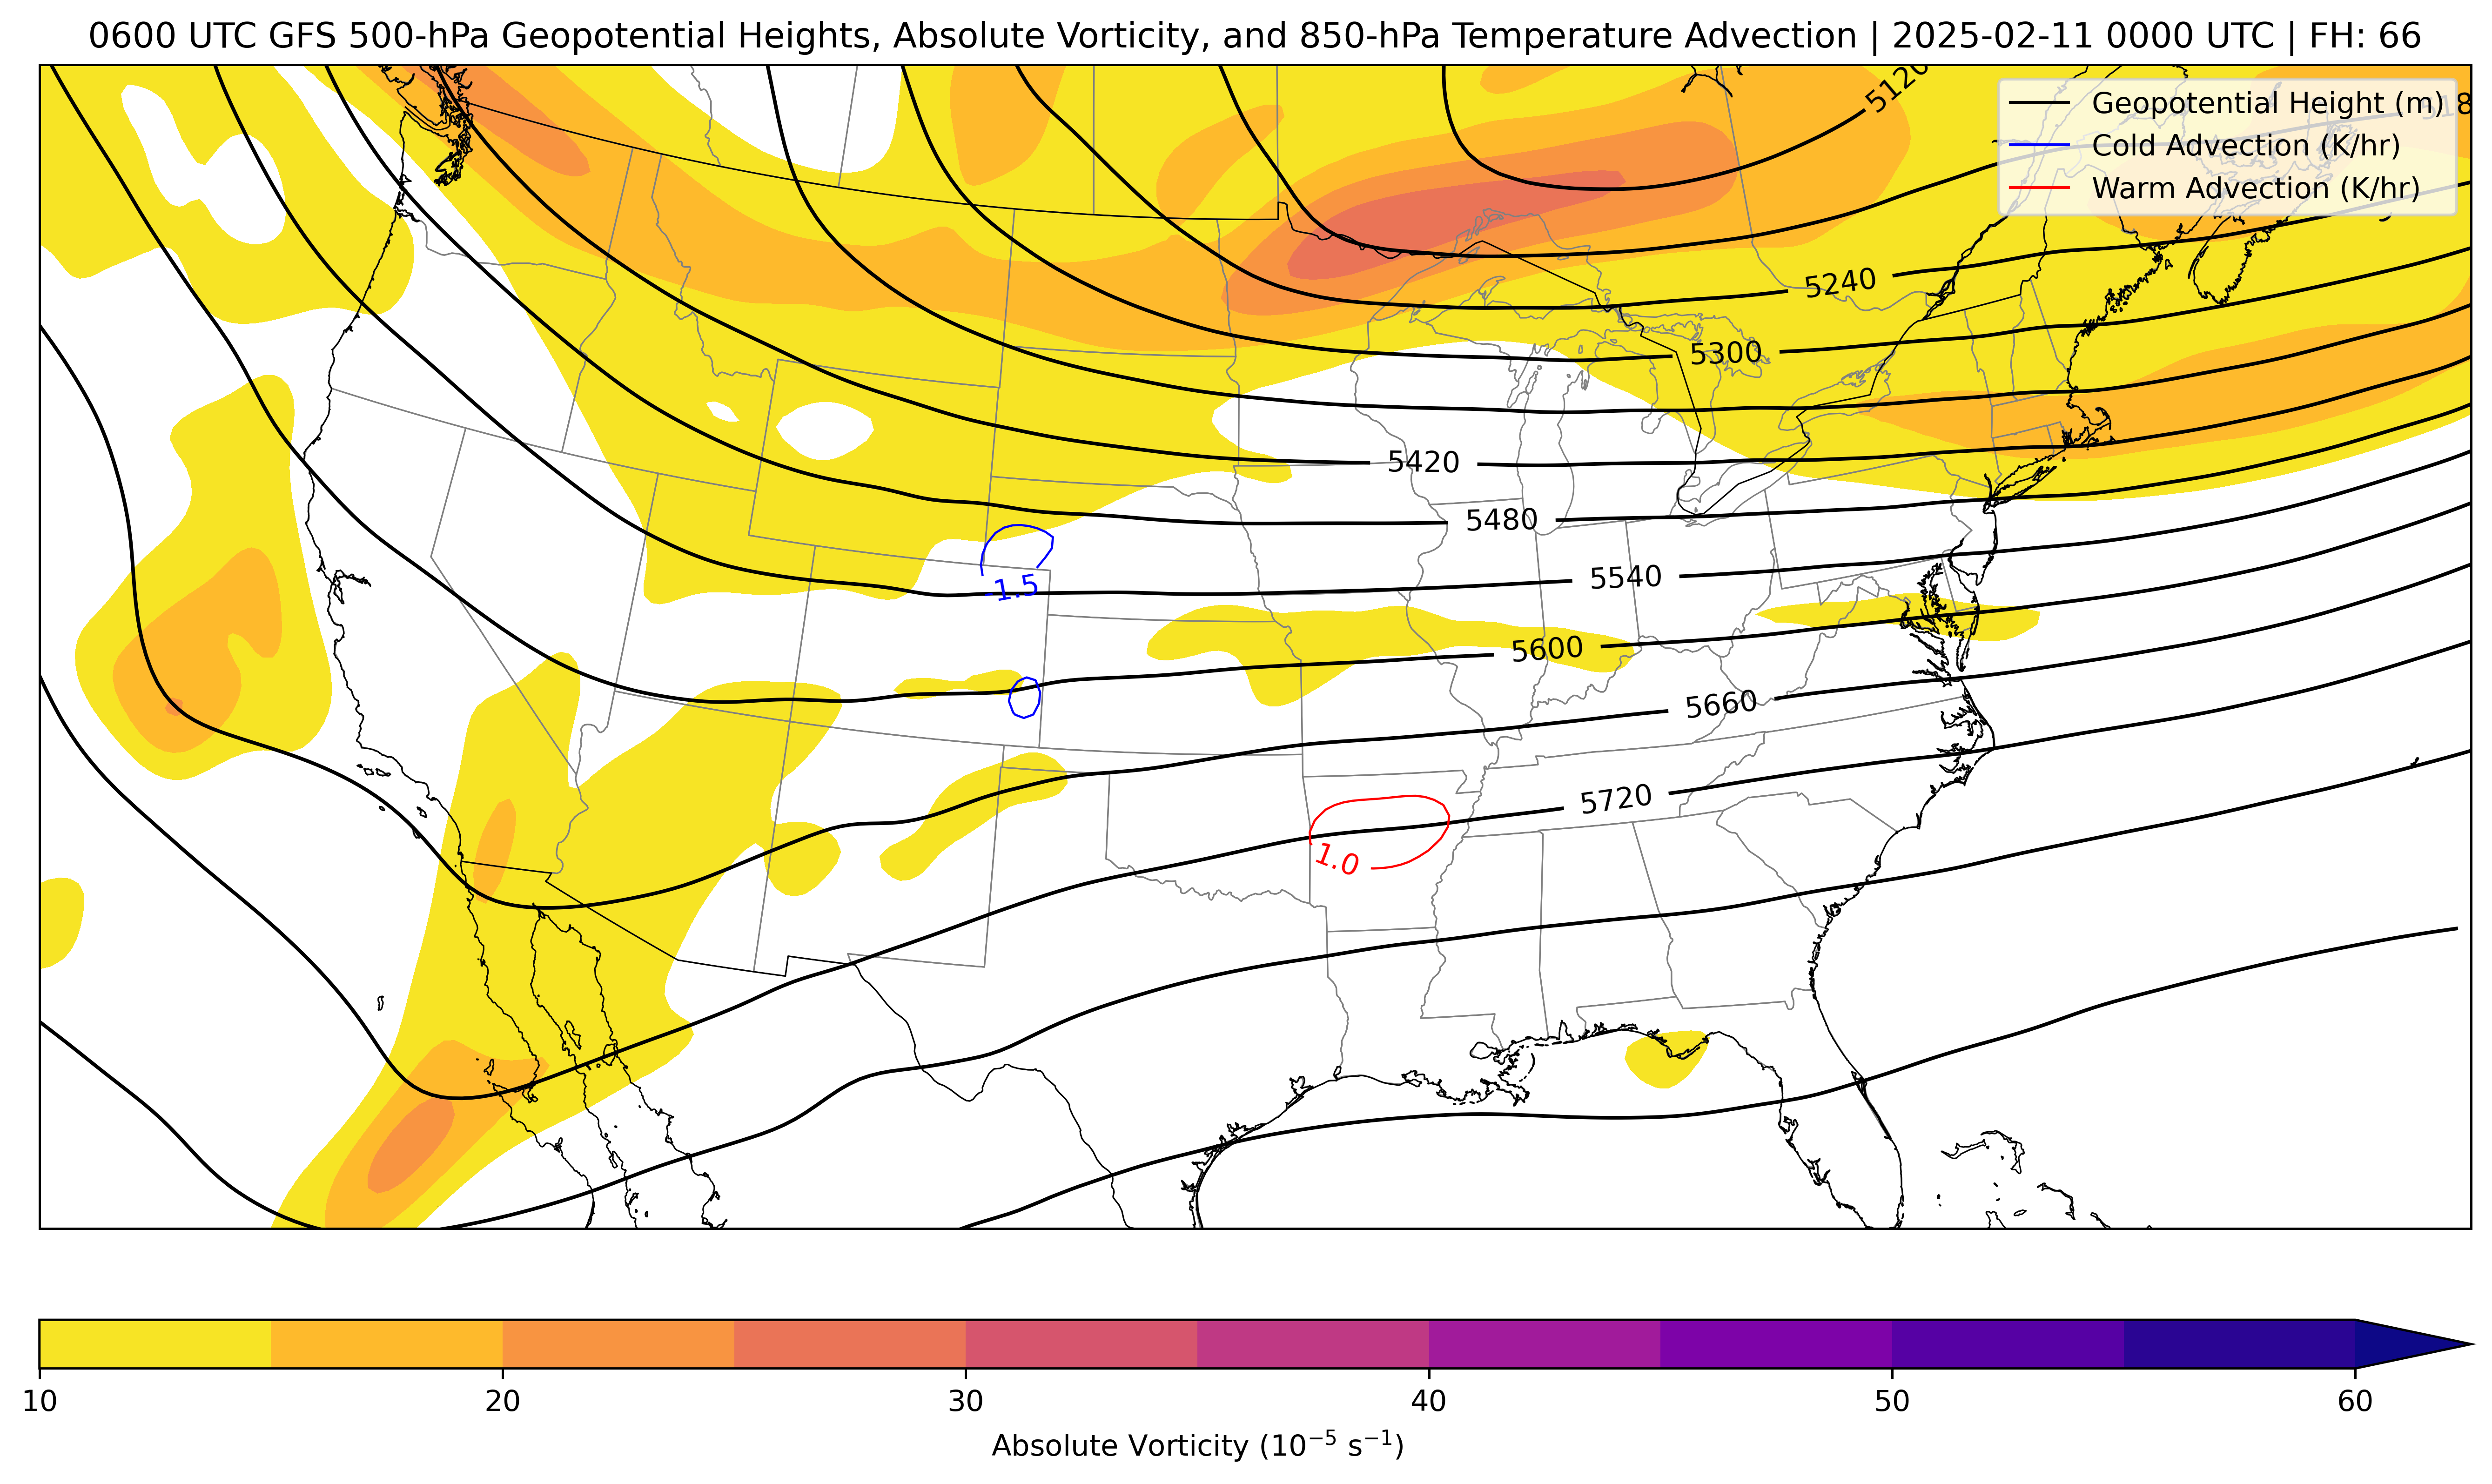 0600 UTC GFS 500-hPa Geopotential Heights, Absolute Vorticity, and 850-hPa Temperature Advection | 2025-02-11 0000 UTC | FH: 66
Geopotential Height (m)
Cold Advection (K/hr)
Warm Advection (K/hr)
5120
5240
5300
5420
5480
5540
-1.5
5600
5660
5720
1.0
10 20 30 40 50 60
Absolute Vorticity (10⁻⁵ s⁻¹)